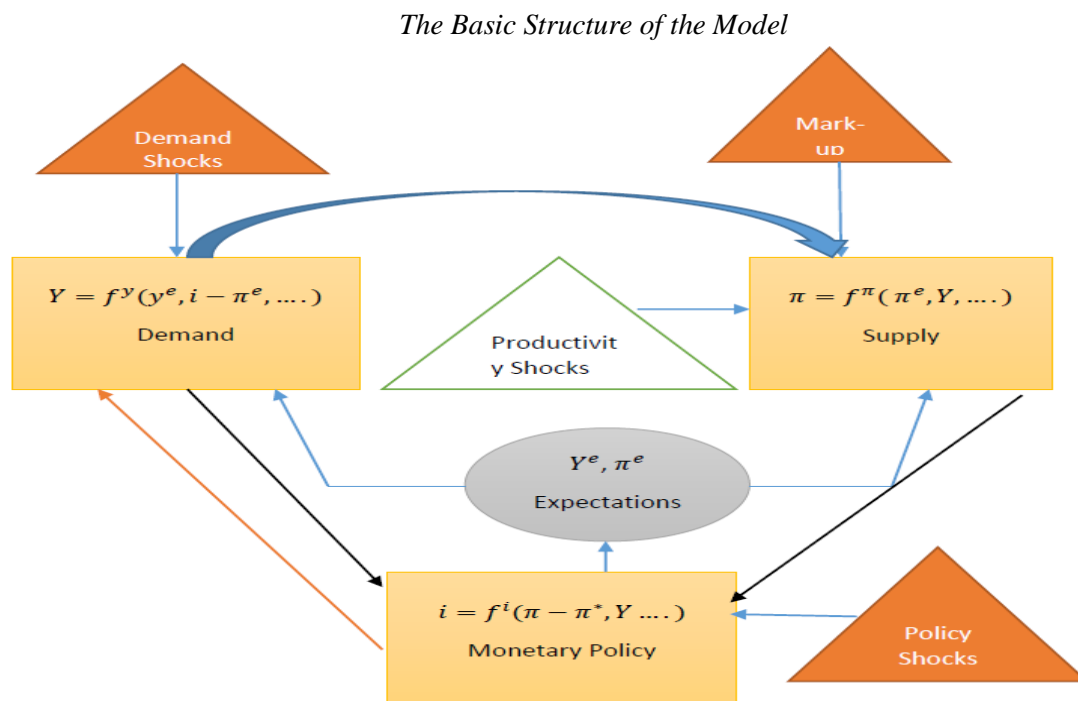 The Basic Structure of the Model
Demand
Shocks
Mark-
up
Y = f^y(y^e, i − π^e, ....)
Demand
Productivit
y Shocks
π = f^π( π^e, Y, ....)
Supply
Y^e, π^e
Expectations
i = f^i(π − π^*, Y ....)
Monetary Policy
Policy
Shocks